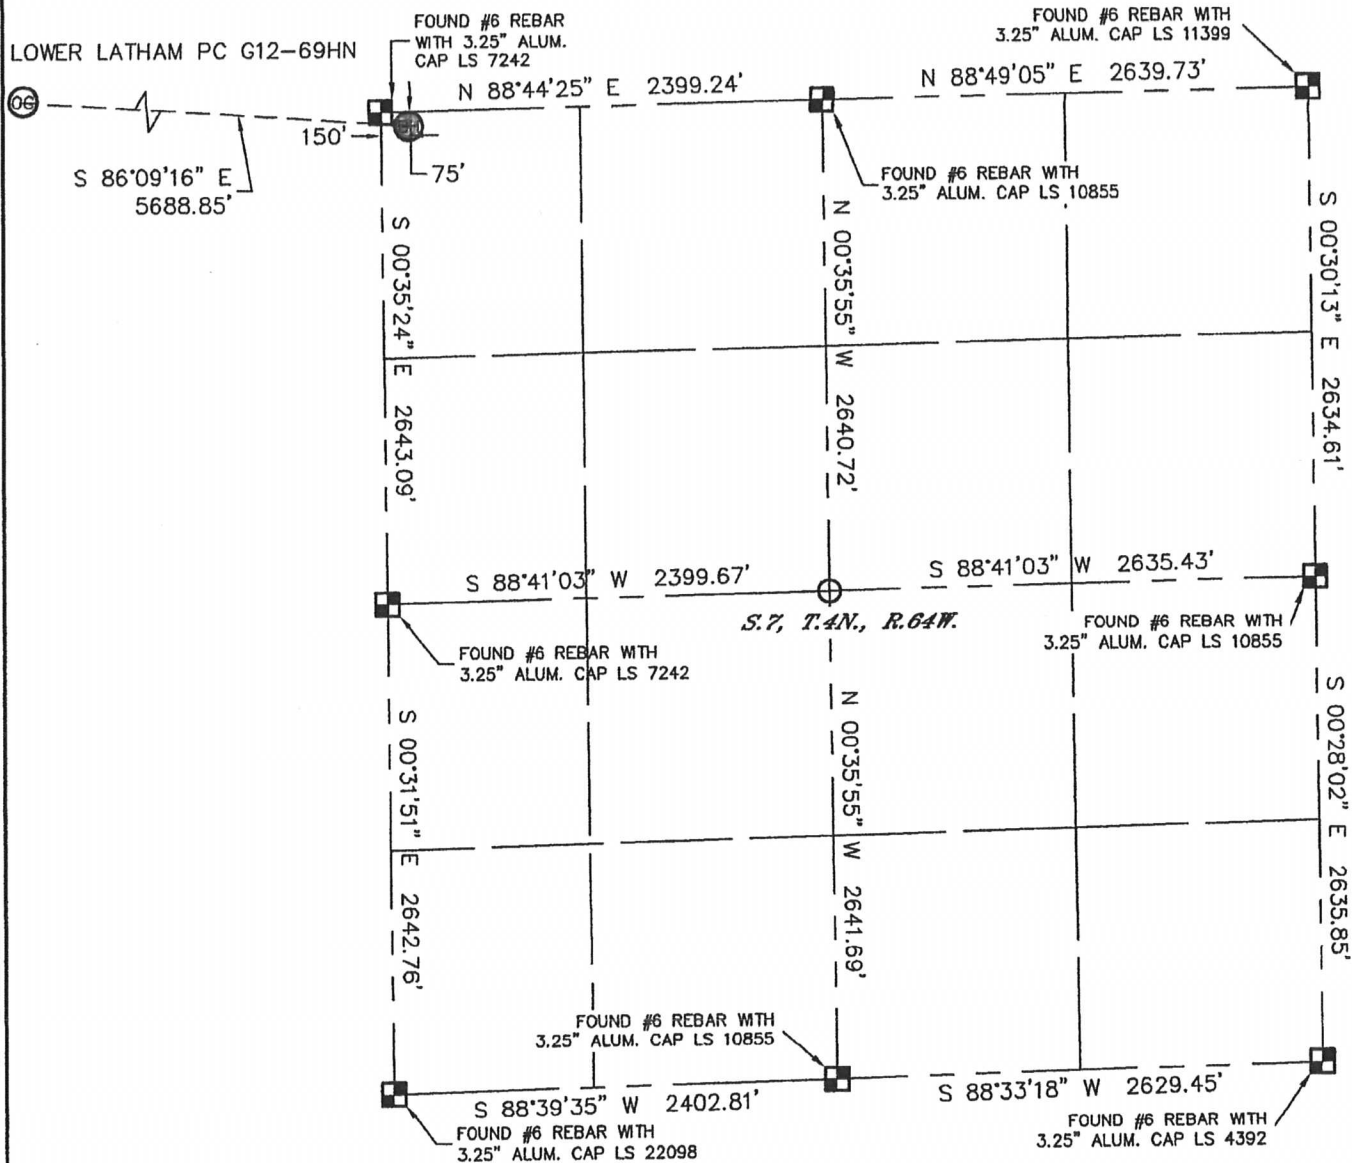 FOUND #6 REBAR
WITH 3.25" ALUM.
CAP LS 7242
FOUND #6 REBAR WITH
3.25" ALUM. CAP LS 11399
LOWER LATHAM PC G12-69HN
OG
N 88°44'25" E 2399.24'
N 88°49'05" E 2639.73'
150'
75'
S 86°09'16" E
5688.85'
FOUND #6 REBAR WITH
3.25" ALUM. CAP LS 10855
S 00°35'24" E 2643.09'
N 00°35'55" W 2640.72'
S 00°30'13" E 2634.61'
S 88°41'03" W 2399.67'
S 88°41'03" W 2635.43'
S.7, T.4N., R.64W.
FOUND #6 REBAR WITH
3.25" ALUM. CAP LS 10855
FOUND #6 REBAR WITH
3.25" ALUM. CAP LS 7242
S 00°31'51" E 2642.76'
N 00°35'55" W 2641.69'
S 00°28'02" E 2635.85'
FOUND #6 REBAR WITH
3.25" ALUM. CAP LS 10855
S 88°39'35" W 2402.81'
S 88°33'18" W 2629.45'
FOUND #6 REBAR WITH
3.25" ALUM. CAP LS 22098
FOUND #6 REBAR WITH
3.25" ALUM. CAP LS 4392